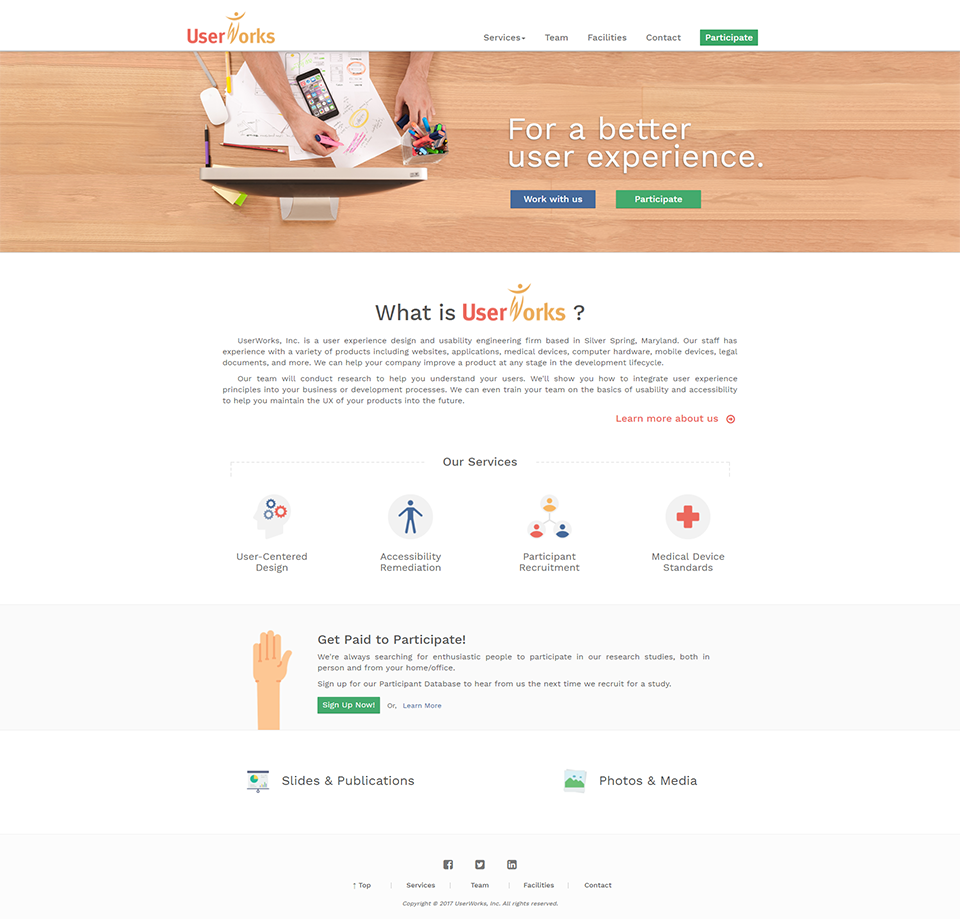 UserWorks
Services Team Facilities Contact Participate
For a better
user experience.
Work with us Participate
What is UserWorks ?
UserWorks, Inc. is a user experience design and usability engineering firm based in Silver Spring, Maryland. Our staff has
experience with a variety of products including websites, applications, medical devices, computer hardware, mobile devices, legal
documents, and more. We can help your company improve a product at any stage in the development lifecycle.
Our team will conduct research to help you understand your users. We'll show you how to integrate user experience
principles into your business or development processes. We can even train your team on the basics of usability and accessibility
to help you maintain the UX of your products into the future.
Learn more about us
Our Services
User-Centered
Design
Accessibility
Remediation
Participant
Recruitment
Medical Device
Standards
Get Paid to Participate!
We're always searching for enthusiastic people to participate in our research studies, both in
person and from your home/office.
Sign up for our Participant Database to hear from us the next time we recruit for a study.
Sign Up Now! Or, Learn More
Slides & Publications Photos & Media
↑ Top | Services | Team | Facilities | Contact
Copyright © 2017 UserWorks, Inc. All rights reserved.